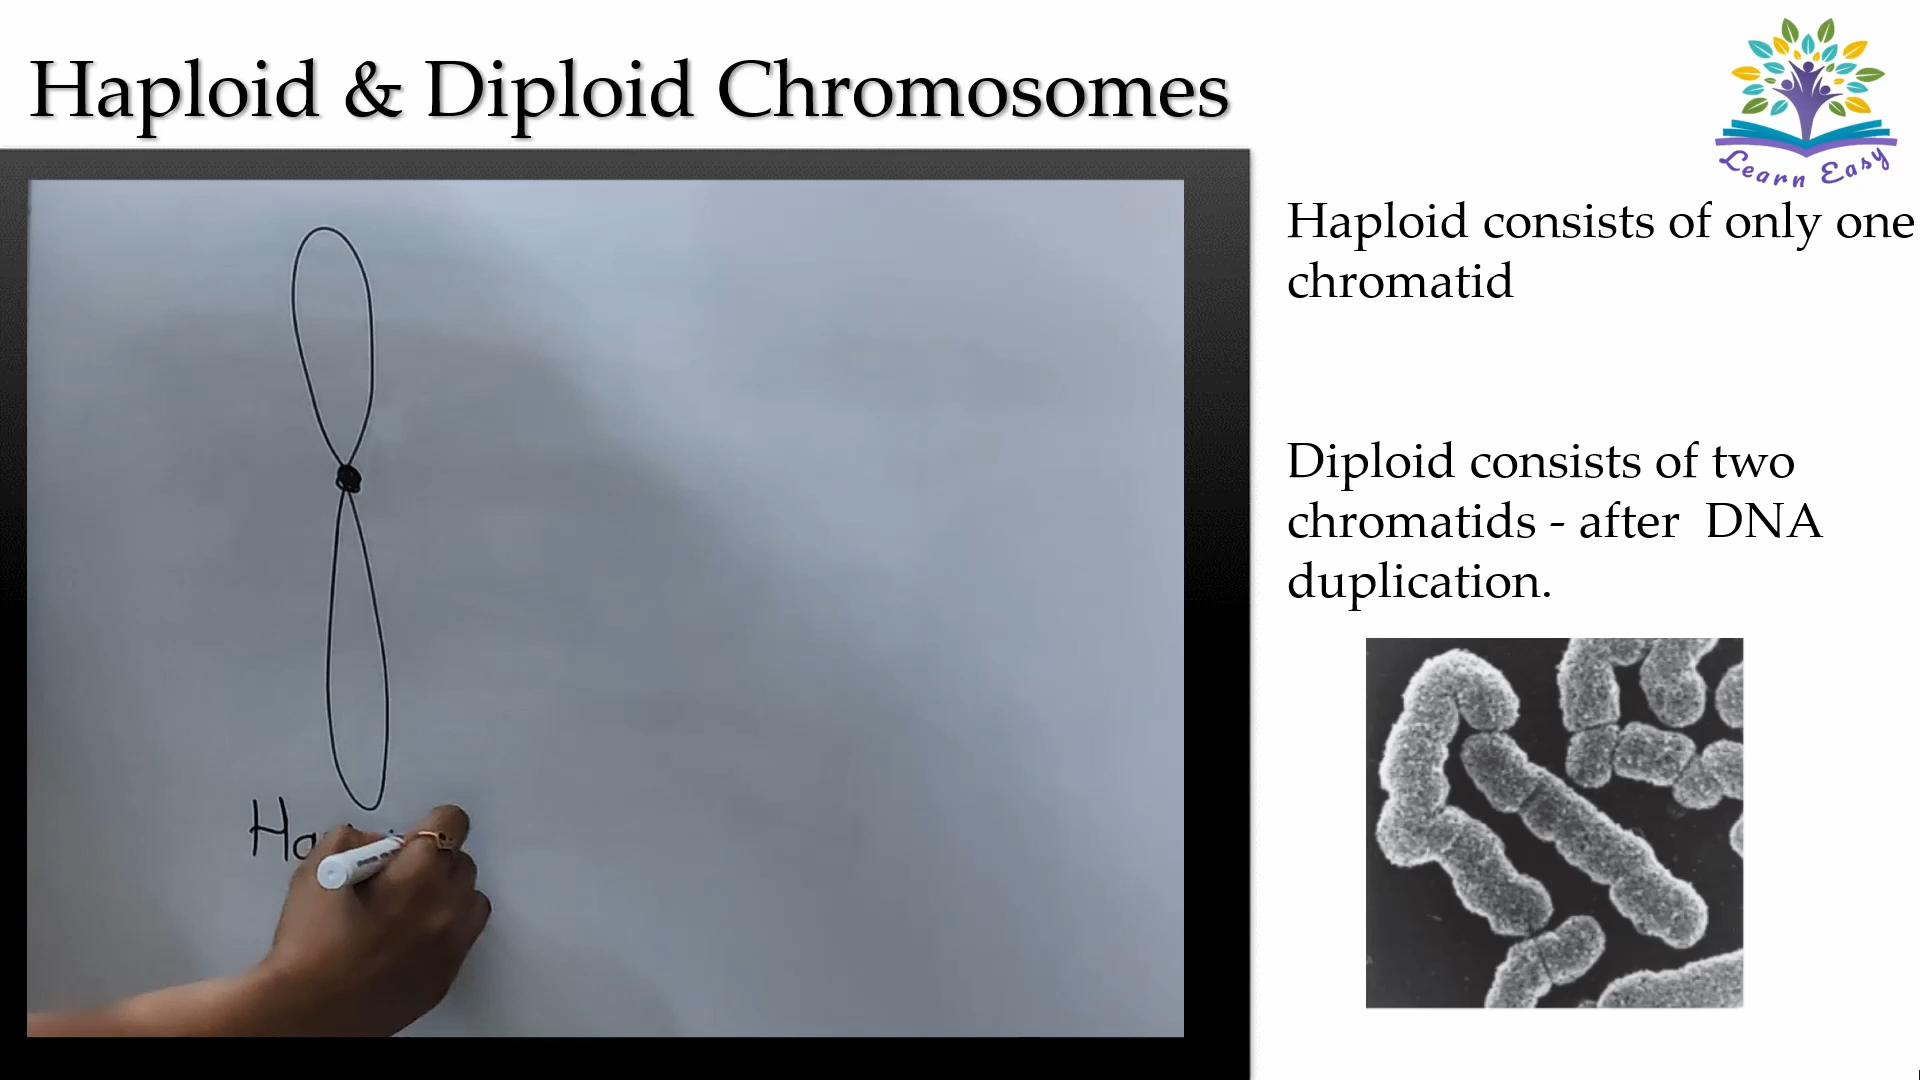 Haploid & Diploid Chromosomes
Learn Easy
Haploid consists of only one
chromatid
Diploid consists of two
chromatids - after  DNA
duplication.
Ha